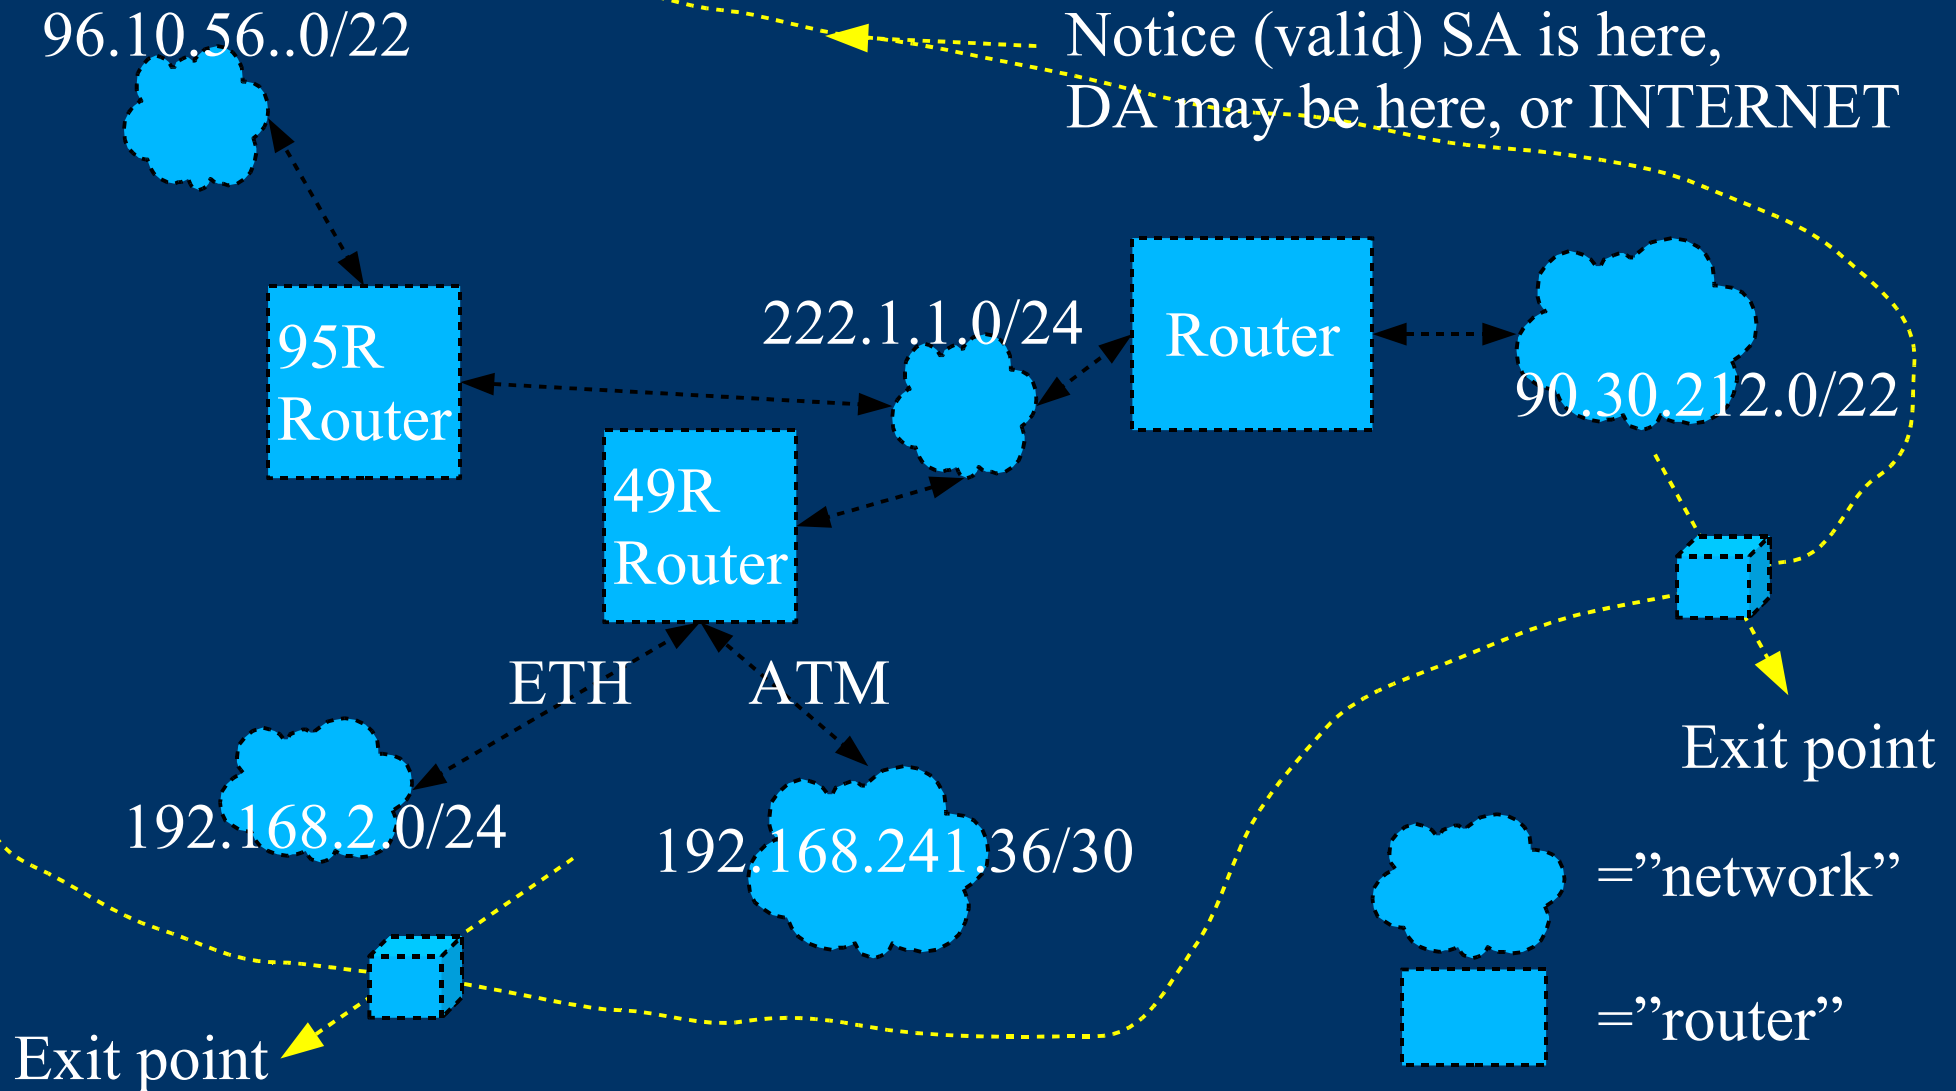 96.10.56..0/22
Notice (valid) SA is here,
DA may be here, or INTERNET
95R
Router
222.1.1.0/24
Router
90.30.212.0/22
49R
Router
ETH
ATM
Exit point
192.168.2.0/24
192.168.241.36/30
=”network”
=”router”
Exit point